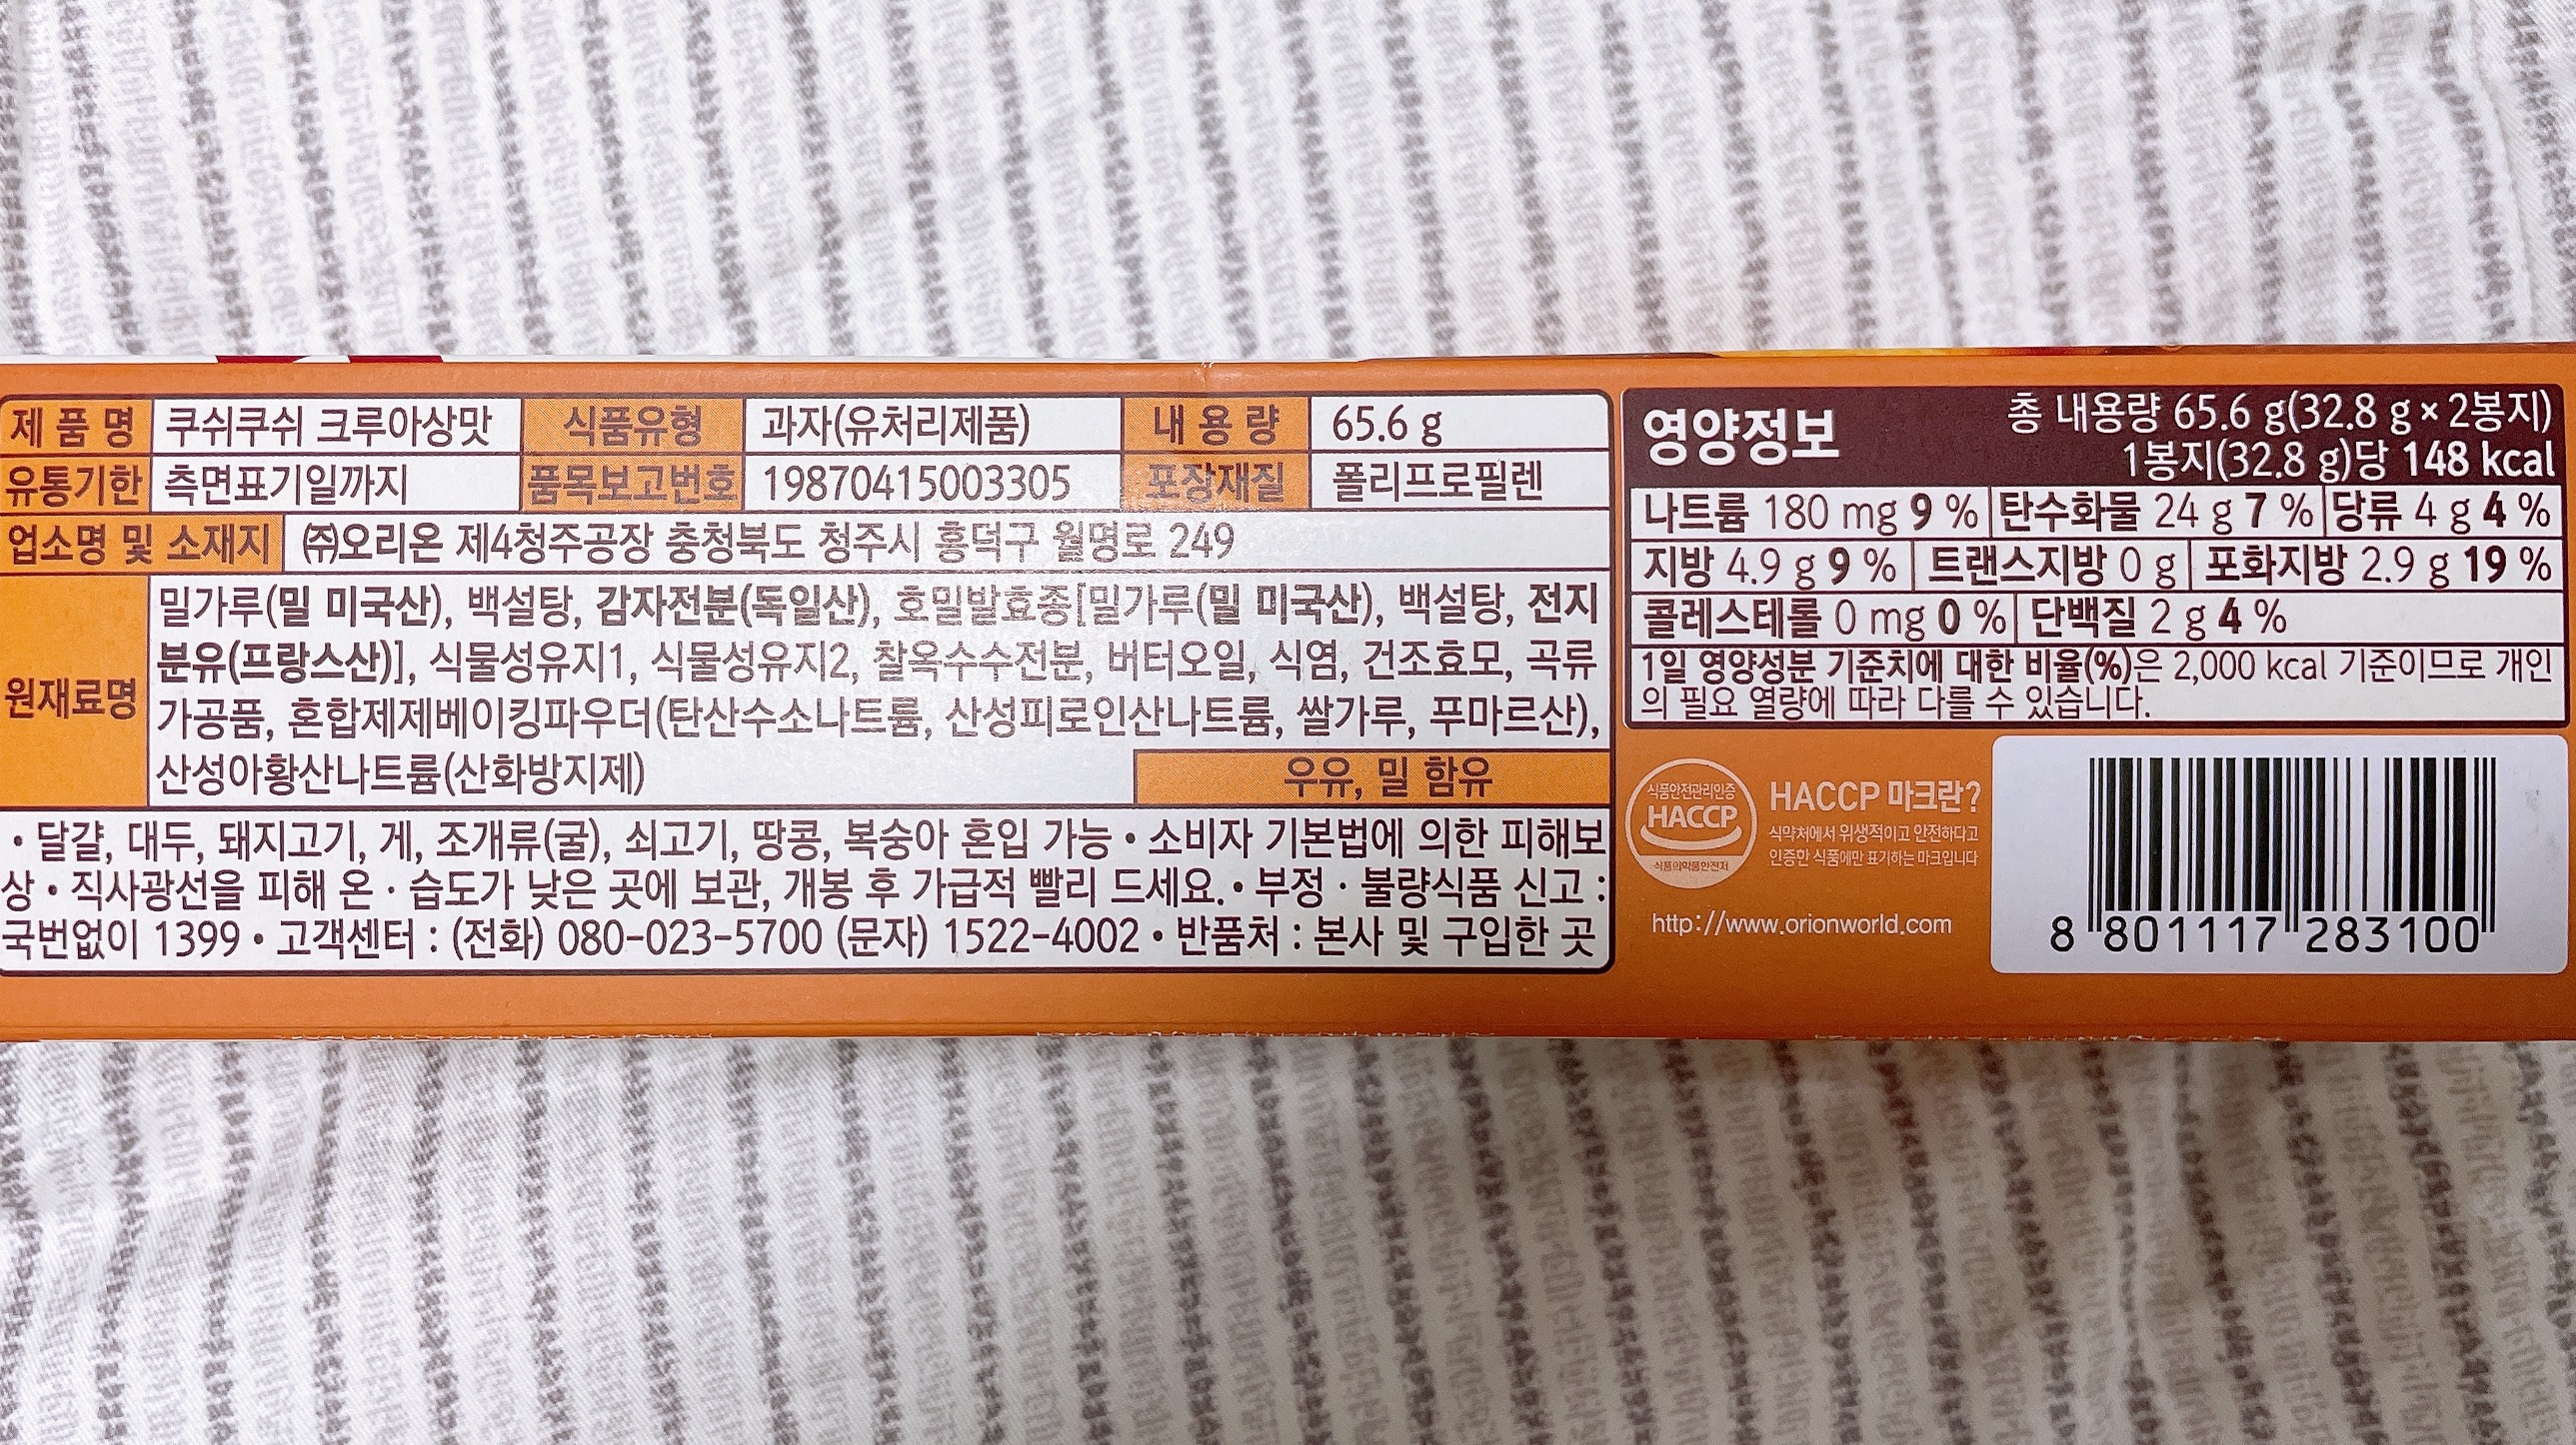 제 품 명 쿠쉬쿠쉬 크루아상맛 식품유형 과자(유처리제품) 내 용 량 65.6 g
유통기한 측면표기일까지 품목보고번호 19870415003305 포장재질 폴리프로필렌
업소명 및 소재지 ㈜오리온 제4청주공장 충청북도 청주시 흥덕구 월명로 249
원재료명
밀가루(밀 미국산), 백설탕, 감자전분(독일산), 호밀발효종[밀가루(밀 미국산), 백설탕, 전지
분유(프랑스산)], 식물성유지1, 식물성유지2, 찰옥수수전분, 버터오일, 식염, 건조효모, 곡류
가공품, 혼합제제베이킹파우더(탄산수소나트륨, 산성피로인산나트륨, 쌀가루, 푸마르산),
산성아황산나트륨(산화방지제)
우유, 밀 함유
• 달걀, 대두, 돼지고기, 게, 조개류(굴), 쇠고기, 땅콩, 복숭아 혼입 가능 • 소비자 기본법에 의한 피해보
상 • 직사광선을 피해 온 · 습도가 낮은 곳에 보관, 개봉 후 가급적 빨리 드세요. • 부정 · 불량식품 신고 :
국번없이 1399 • 고객센터 : (전화) 080-023-5700 (문자) 1522-4002 • 반품처 : 본사 및 구입한 곳
영양정보
총 내용량 65.6 g(32.8 g × 2봉지)
1봉지(32.8 g)당 148 kcal
나트륨 180 mg 9 % 탄수화물 24 g 7 % 당류 4 g 4 %
지방 4.9 g 9 % 트랜스지방 0 g 포화지방 2.9 g 19 %
콜레스테롤 0 mg 0 % 단백질 2 g 4 %
1일 영양성분 기준치에 대한 비율(%)은 2,000 kcal 기준이므로 개인
의 필요 열량에 따라 다를 수 있습니다.
식품안전관리인증
HACCP
식품의약품안전처
HACCP 마크란?
식약처에서 위생적이고 안전하다고
인증한 식품에만 표기하는 마크입니다
http://www.orionworld.com
8 801117 283100